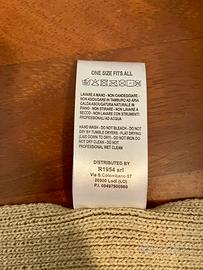 ONE SIZE FITS ALL
LAVARE A MANO - NON CANDEGGIARE -
NON ASCIUGARE IN TAMBURO AD ARIA
CALDA ASCIUGATURA NATURALE IN
PIANO - NON STIRARE - NON LAVARE A
SECCO - NON LAVARE CON STRUMENTI
PROFESSIONALI AD ACQUA
HAND WASH - DO NOT BLEACH - DO NOT
DRY BY TUMBLE DRYERS - FLAT DRYING
(LAID OUT TO DRY) - DO NOT IRON - DO
NOT DRY CLEAN - DO NOT
PROFESSIONAL WET CLEAN
DISTRIBUTED BY
R1954 srl
Via S.Colombano 57
26900 Lodi (LO)
P.I.